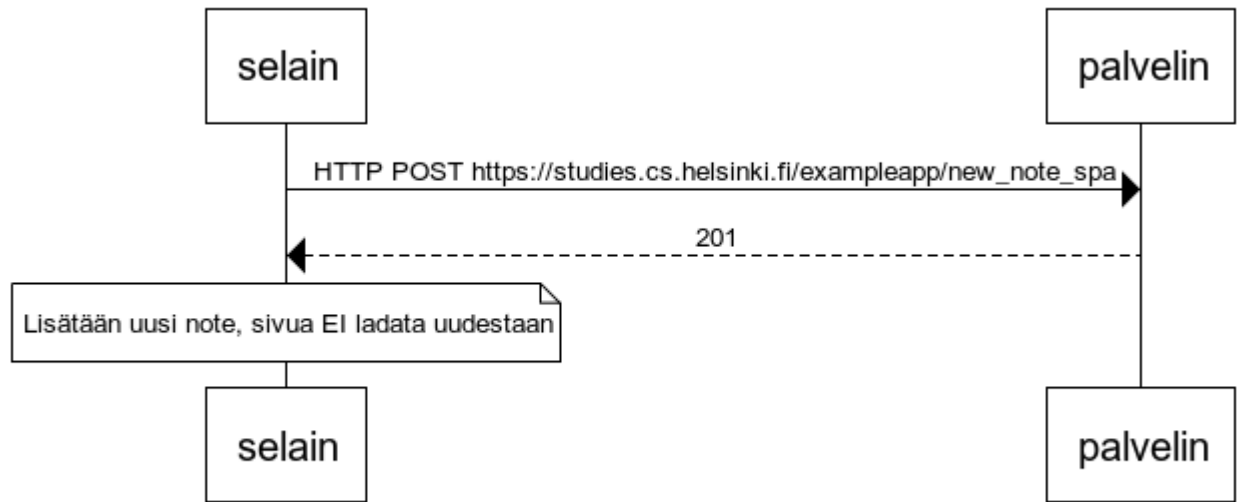 selain
palvelin
HTTP POST https://studies.cs.helsinki.fi/exampleapp/new_note_spa
201
Lisätään uusi note, sivua EI ladata uudestaan
selain
palvelin